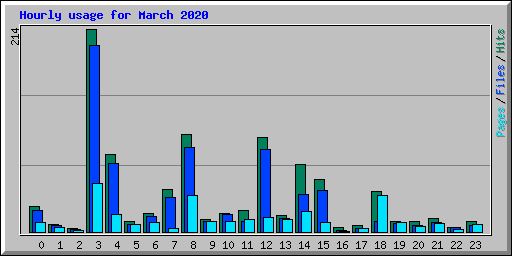 Hourly usage for March 2020
214
Pages / Files / Hits
0 1 2 3 4 5 6 7 8 9 10 11 12 13 14 15 16 17 18 19 20 21 22 23